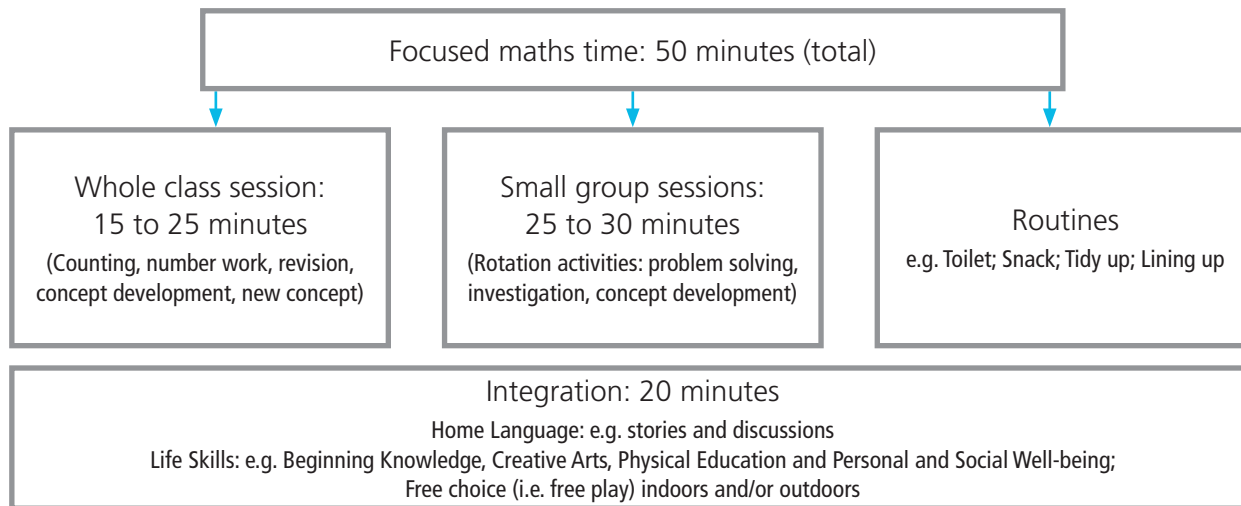 Focused maths time: 50 minutes (total)
Whole class session:
15 to 25 minutes
(Counting, number work, revision,
concept development, new concept)
Small group sessions:
25 to 30 minutes
(Rotation activities: problem solving,
investigation, concept development)
Routines
e.g. Toilet; Snack; Tidy up; Lining up
Integration: 20 minutes
Home Language: e.g. stories and discussions
Life Skills: e.g. Beginning Knowledge, Creative Arts, Physical Education and Personal and Social Well-being;
Free choice (i.e. free play) indoors and/or outdoors